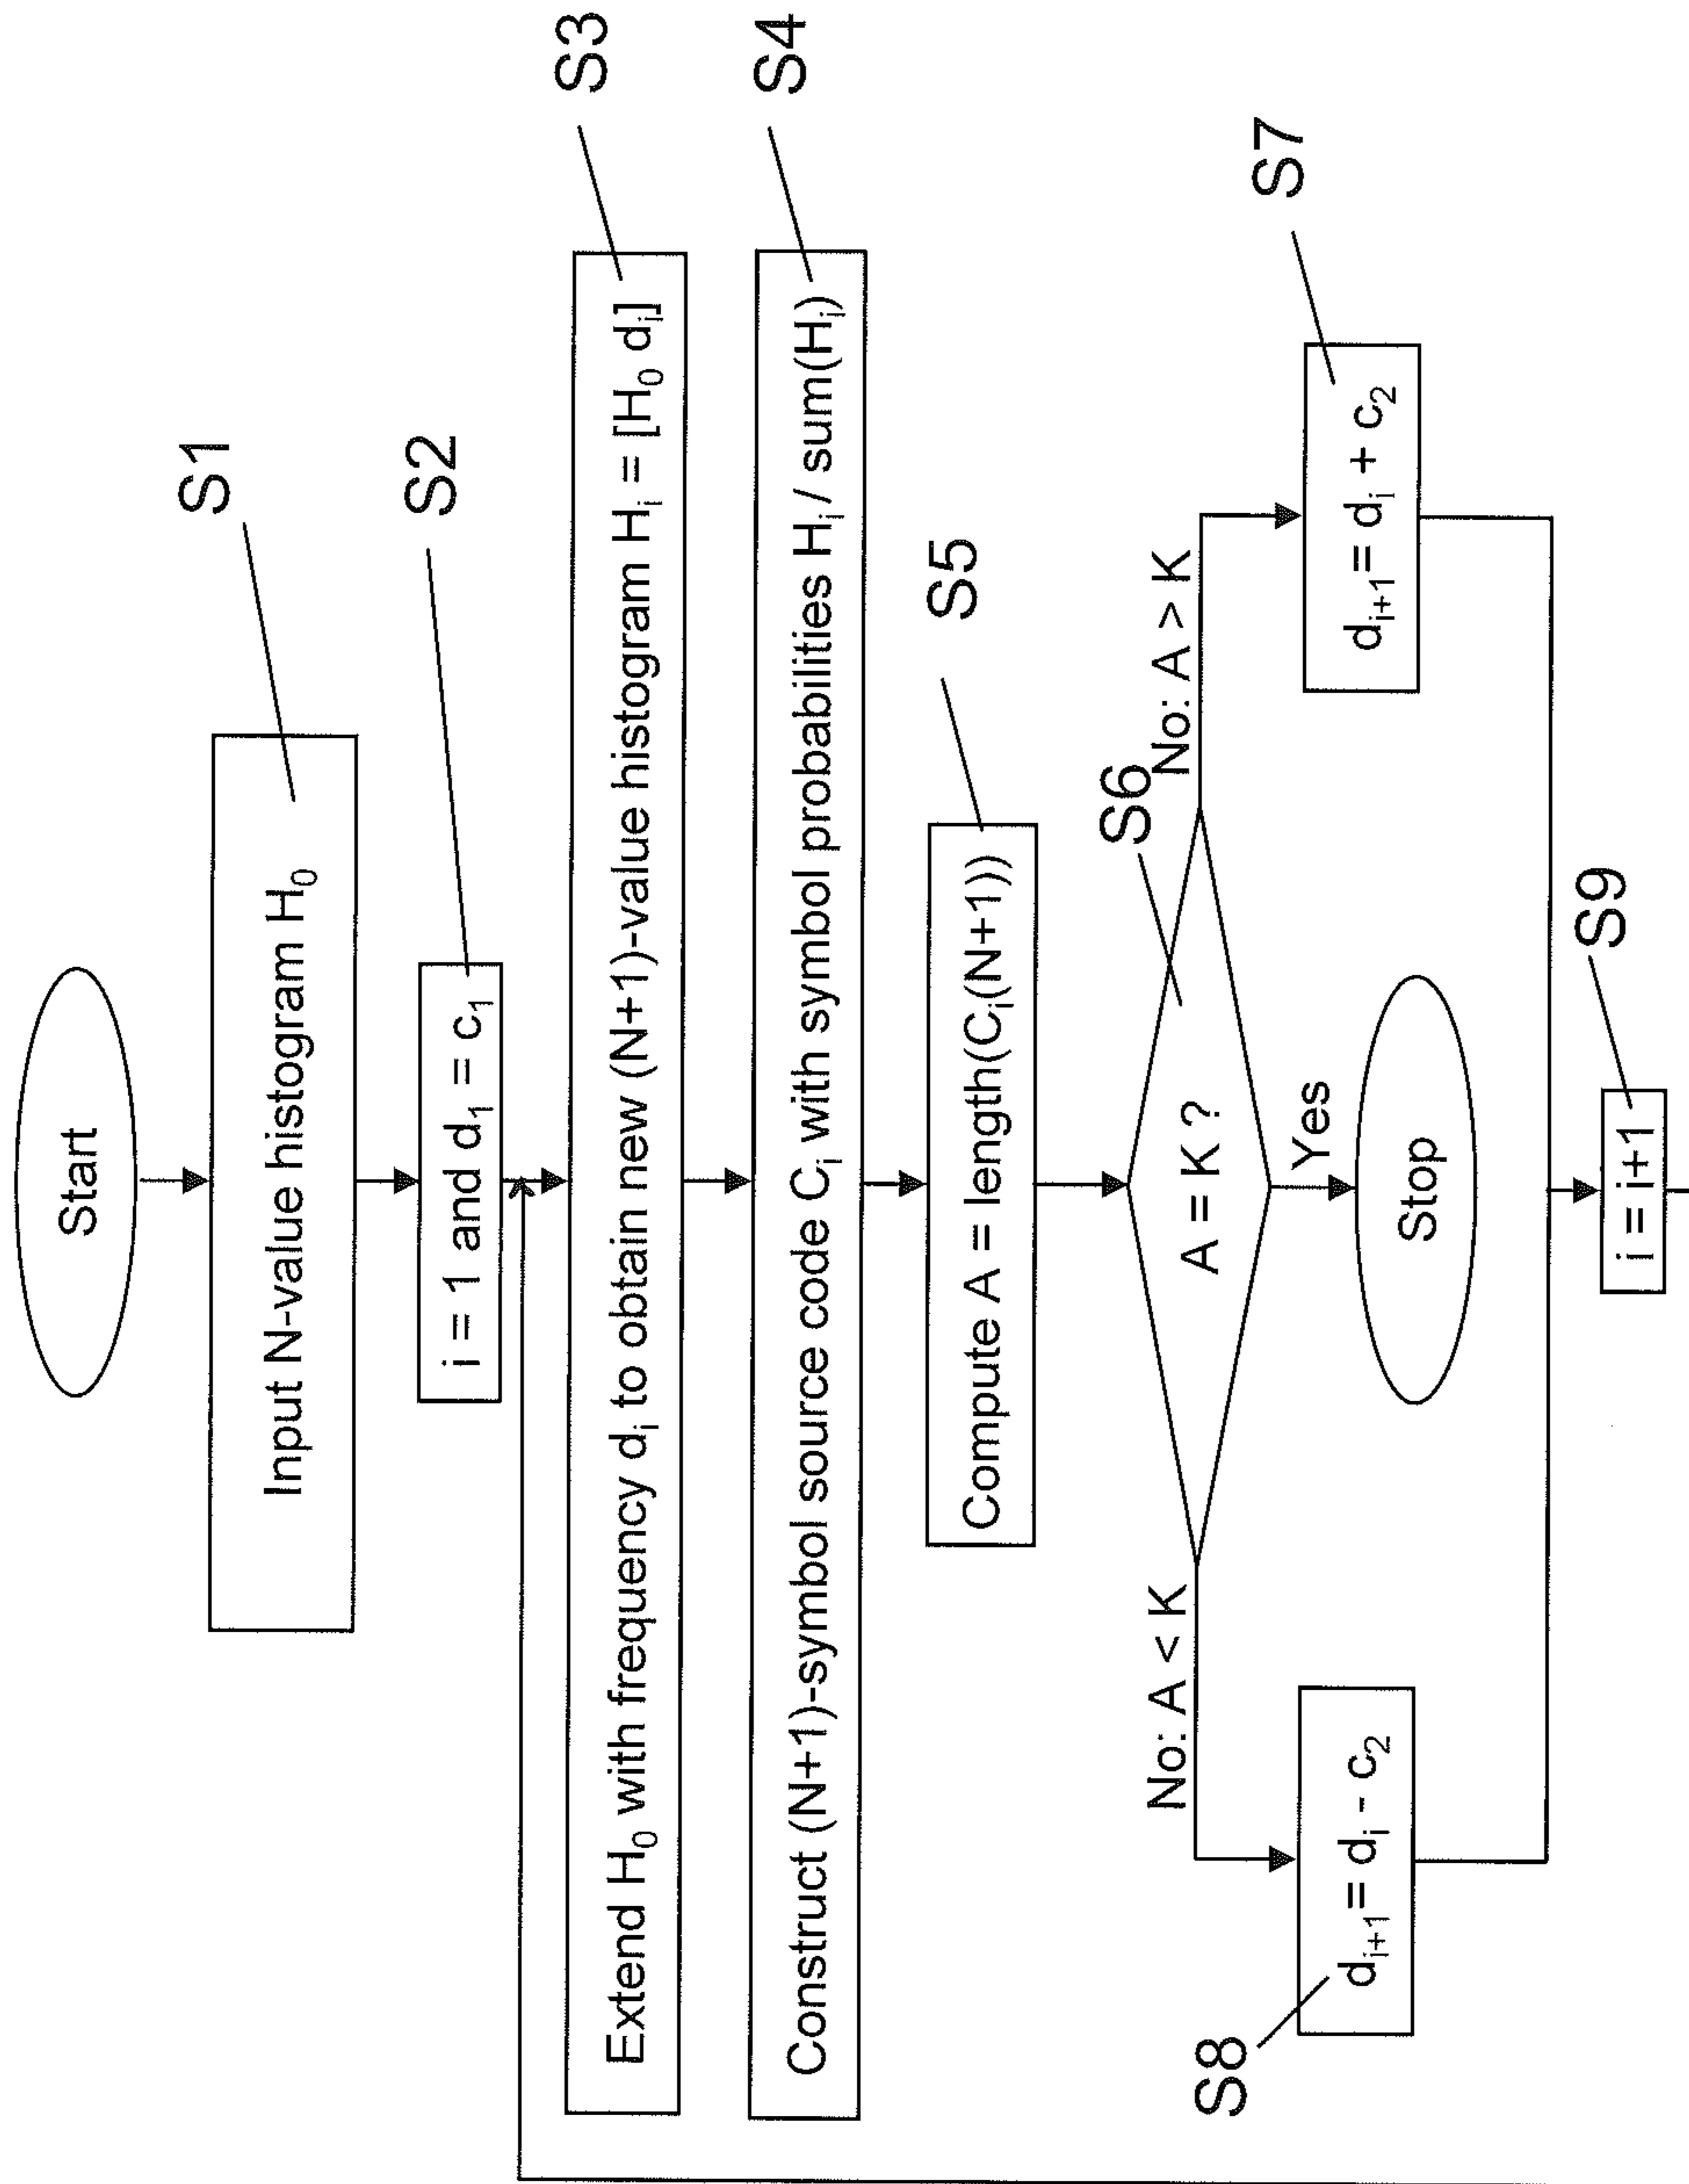 Start
S1
Input N-value histogram H₀
S2
i = 1 and d₁ = c₁
S3
Extend H₀ with frequency dᵢ to obtain new (N+1)-value histogram Hᵢ = [H₀ dᵢ]
S4
Construct (N+1)-symbol source code Cᵢ with symbol probabilities Hᵢ / sum(Hᵢ)
S5
Compute A = length(Cᵢ(N+1))
S6
A = K ?
No: A < K
No: A > K
Yes
S8
dᵢ₊₁ = dᵢ - c₂
Stop
S7
dᵢ₊₁ = dᵢ + c₂
S9
i = i+1